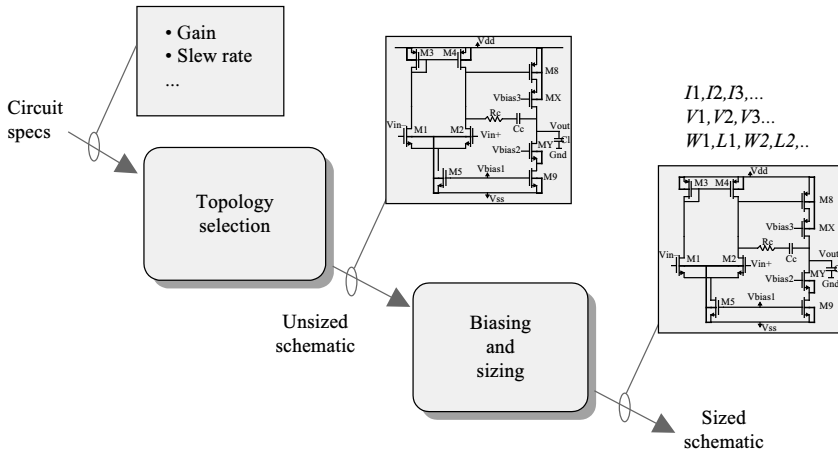 • Gain
• Slew rate
...
Circuit
specs
Topology
selection
Vdd
M3 M4
M8
Vbias3 MX
Rc Cc
Vout
Vin− M1 M2 Vin+
Cl
Gnd
Vbias2 MY
M5 Vbias1 M9
Vss
Unsized
schematic
Biasing
and
sizing
I1,I2,I3,...
V1,V2,V3...
W1,L1,W2,L2,..
Vdd
M3 M4
M8
Vbias3 MX
Rc Cc
Vout
Vin− M1 M2 Vin+
Gnd
Vbias2 MY
M5 Vbias1 M9
Vss
Sized
schematic